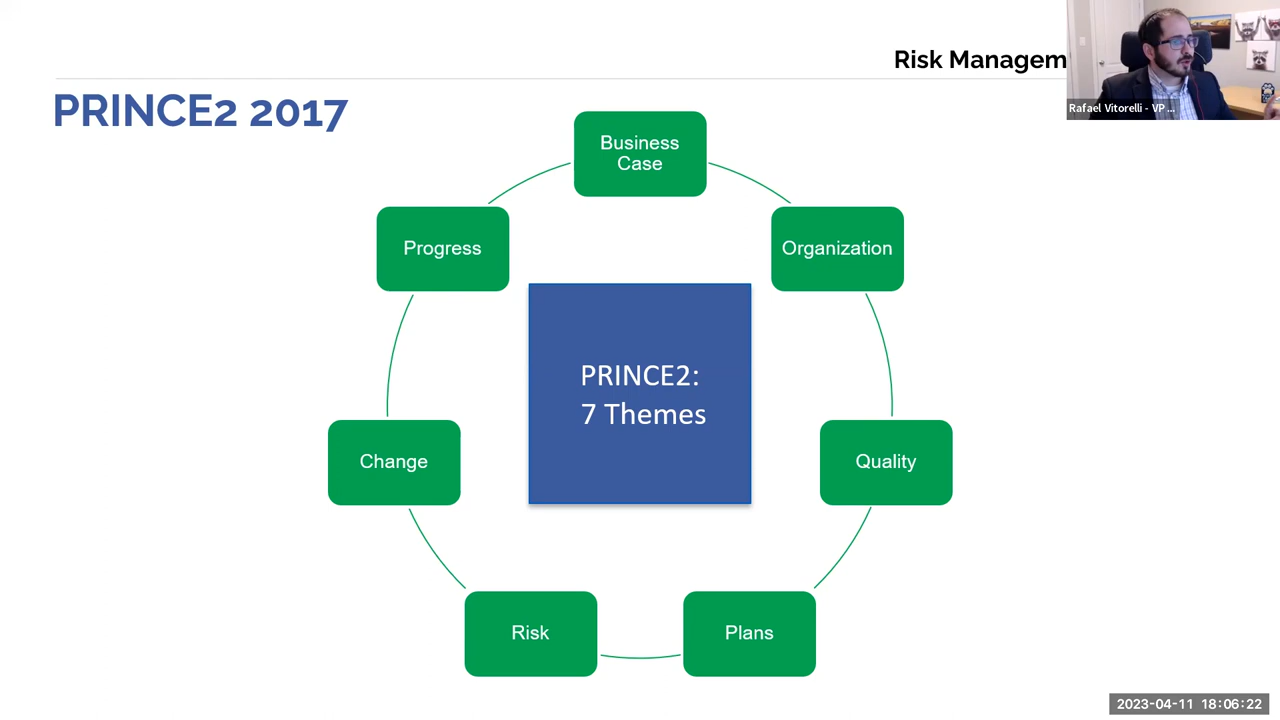 Risk Managem
Rafael Vitorelli - VP ...
PRINCE2 2017
Business
Case
Progress
Organization
PRINCE2:
7 Themes
Change
Quality
Risk
Plans
2023-04-11 18:06:22